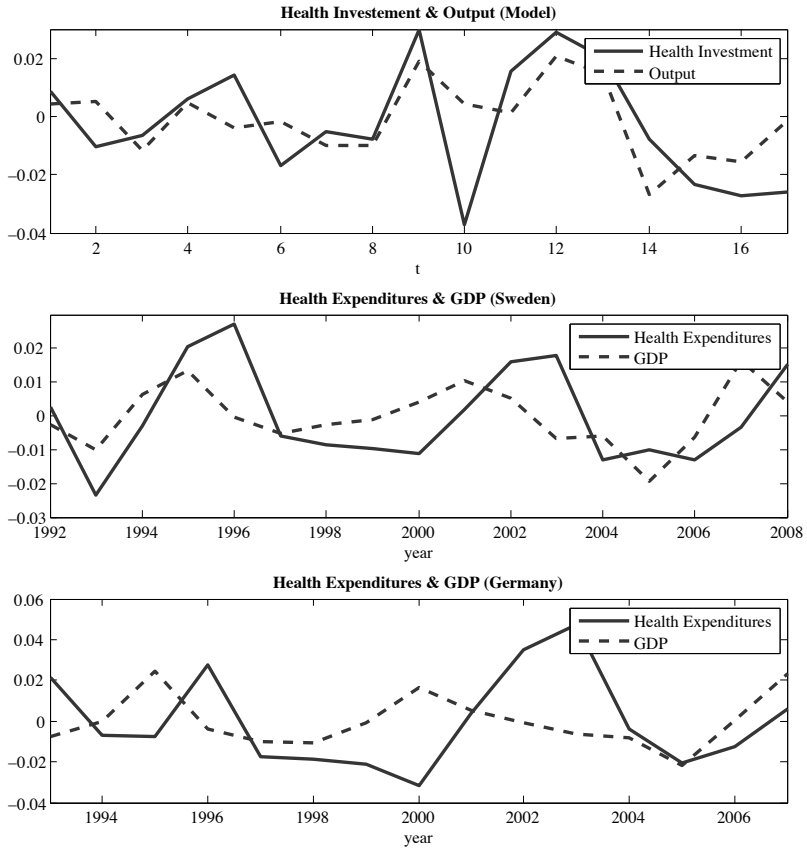 Health Investement & Output (Model)
0.02
0
–0.02
–0.04
Health Investment
Output
2 4 6 8 10 12 14 16
t
Health Expenditures & GDP (Sweden)
0.02
0.01
0
–0.01
–0.02
–0.03
Health Expenditures
GDP
1992 1994 1996 1998 2000 2002 2004 2006 2008
year
Health Expenditures & GDP (Germany)
0.06
0.04
0.02
0
–0.02
–0.04
Health Expenditures
GDP
1994 1996 1998 2000 2002 2004 2006
year